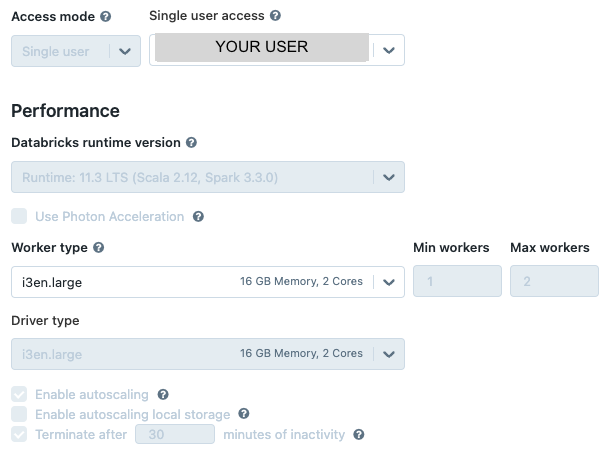 Access mode
Single user access
Single user
YOUR USER
Performance
Databricks runtime version
Runtime: 11.3 LTS (Scala 2.12, Spark 3.3.0)
Use Photon Acceleration
Worker type
Min workers
Max workers
i3en.large
16 GB Memory, 2 Cores
1
2
Driver type
i3en.large
16 GB Memory, 2 Cores
Enable autoscaling
Enable autoscaling local storage
Terminate after 30 minutes of inactivity